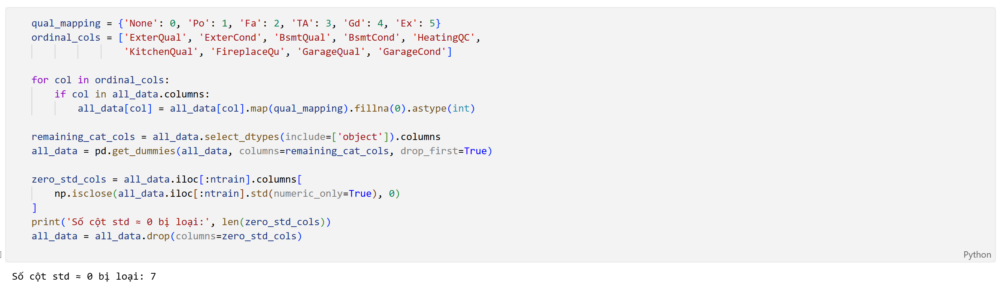 qual_mapping = {'None': 0, 'Po': 1, 'Fa': 2, 'TA': 3, 'Gd': 4, 'Ex': 5}
ordinal_cols = ['ExterQual', 'ExterCond', 'BsmtQual', 'BsmtCond', 'HeatingQC',
                'KitchenQual', 'FireplaceQu', 'GarageQual', 'GarageCond']

for col in ordinal_cols:
    if col in all_data.columns:
        all_data[col] = all_data[col].map(qual_mapping).fillna(0).astype(int)

remaining_cat_cols = all_data.select_dtypes(include=['object']).columns
all_data = pd.get_dummies(all_data, columns=remaining_cat_cols, drop_first=True)

zero_std_cols = all_data.iloc[:ntrain].columns[
    np.isclose(all_data.iloc[:ntrain].std(numeric_only=True), 0)
]
print('Số cột std ≈ 0 bị loại:', len(zero_std_cols))
all_data = all_data.drop(columns=zero_std_cols)
]
Python
Số cột std ≈ 0 bị loại: 7